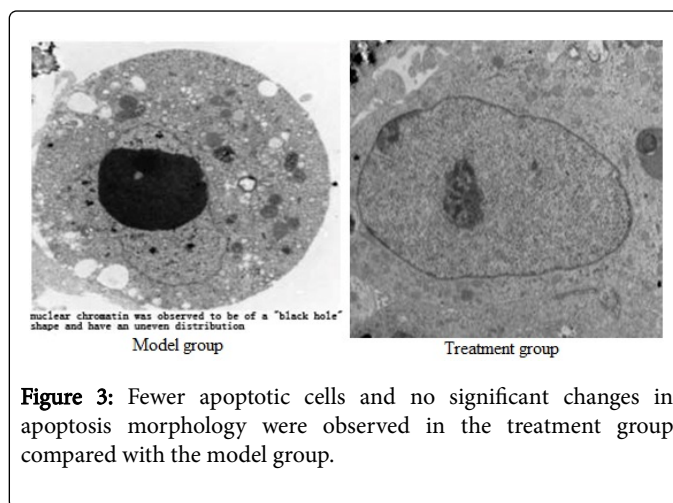 nuclear chromatin was observed to be of a "black hole"
shape and have an uneven distribution
Model group
Treatment group
Figure 3: Fewer apoptotic cells and no significant changes in
apoptosis morphology were observed in the treatment group
compared with the model group.